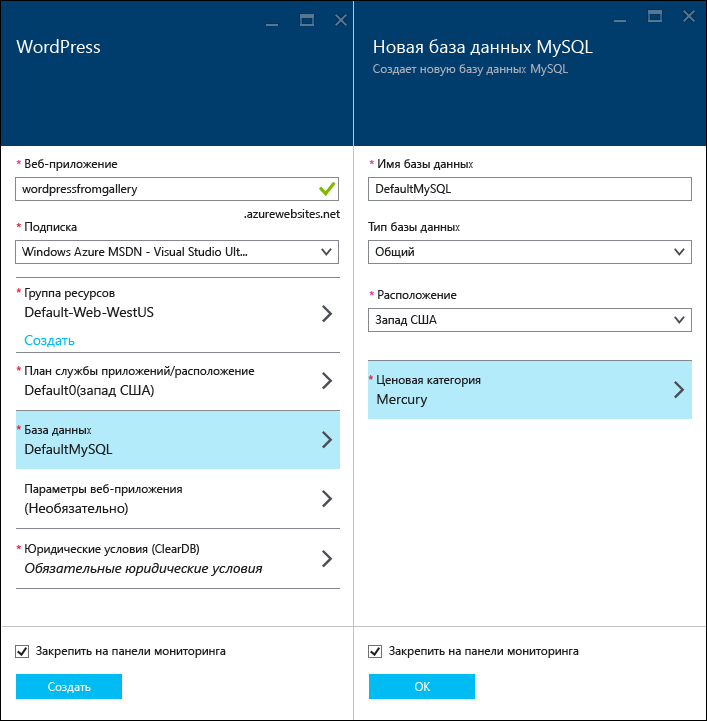 WordPress
* Веб-приложение
wordpressfromgallery
.azurewebsites.net
* Подписка
Windows Azure MSDN - Visual Studio Ult...
* Группа ресурсов
Default-Web-WestUS
Создать
* План службы приложений/расположение
Default0(запад США)
* База данных
DefaultMySQL
Параметры веб-приложения
(Необязательно)
* Юридические условия (ClearDB)
Обязательные юридические условия
Закрепить на панели мониторинга
Создать
Новая база данных MySQL
Создает новую базу данных MySQL
* Имя базы данных
DefaultMySQL
Тип базы данных
Общий
* Расположение
Запад США
* Ценовая категория
Mercury
Закрепить на панели мониторинга
OK